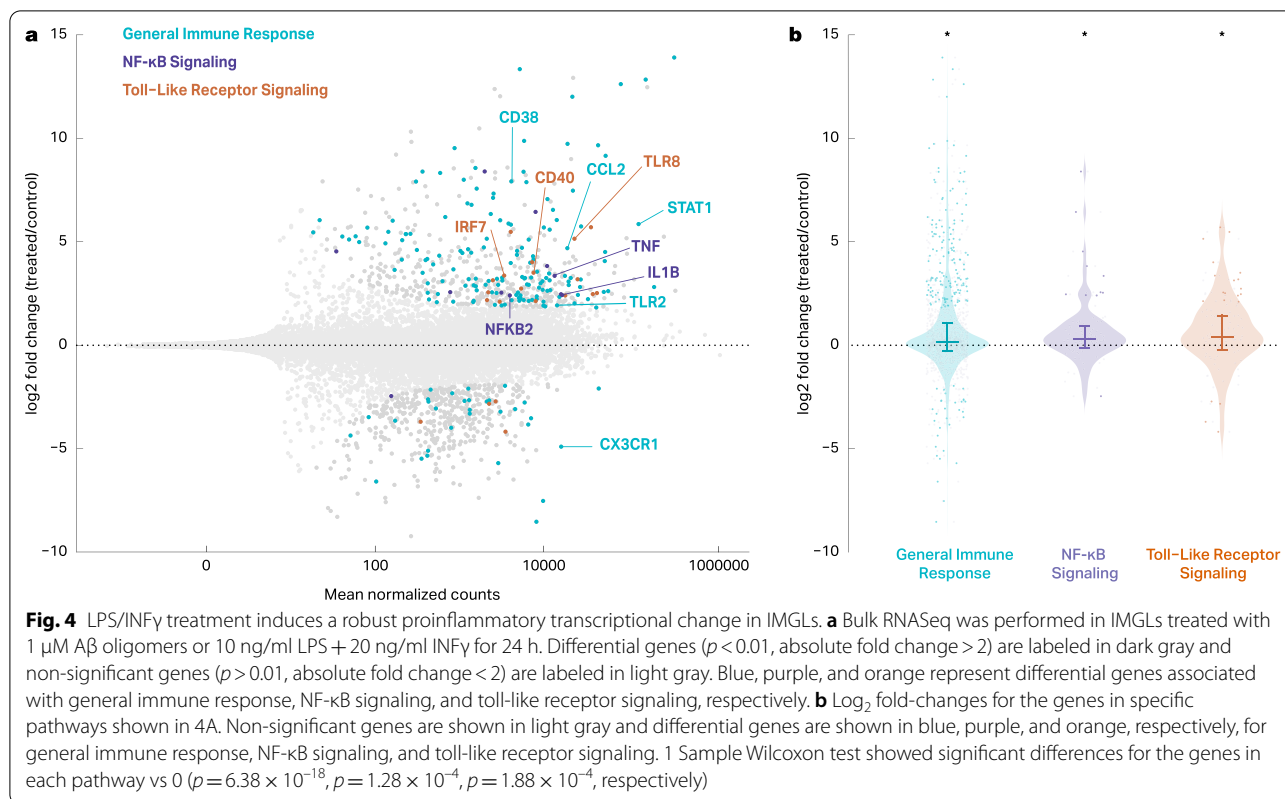 a
General Immune Response
NF-κB Signaling
Toll-Like Receptor Signaling
15
10
5
0
−5
−10
log2 fold change (treated/control)
CD38
CD40
CCL2
TLR8
STAT1
IRF7
TNF
IL1B
TLR2
NFKB2
CX3CR1
0
100
10000
1000000
Mean normalized counts
b
15
10
5
0
−5
−10
log2 fold change (treated/control)
* * *
General Immune
Response
NF-κB
Signaling
Toll-Like Receptor
Signaling
Fig. 4 LPS/INFγ treatment induces a robust proinflammatory transcriptional change in IMGLs. a Bulk RNASeq was performed in IMGLs treated with
1 μM Aβ oligomers or 10 ng/ml LPS + 20 ng/ml INFγ for 24 h. Differential genes (p < 0.01, absolute fold change > 2) are labeled in dark gray and
non-significant genes (p > 0.01, absolute fold change < 2) are labeled in light gray. Blue, purple, and orange represent differential genes associated
with general immune response, NF-κB signaling, and toll-like receptor signaling, respectively. b Log₂ fold-changes for the genes in specific
pathways shown in 4A. Non-significant genes are shown in light gray and differential genes are shown in blue, purple, and orange, respectively, for
general immune response, NF-κB signaling, and toll-like receptor signaling. 1 Sample Wilcoxon test showed significant differences for the genes in
each pathway vs 0 (p = 6.38 × 10⁻¹⁸, p = 1.28 × 10⁻⁴, p = 1.88 × 10⁻⁴, respectively)